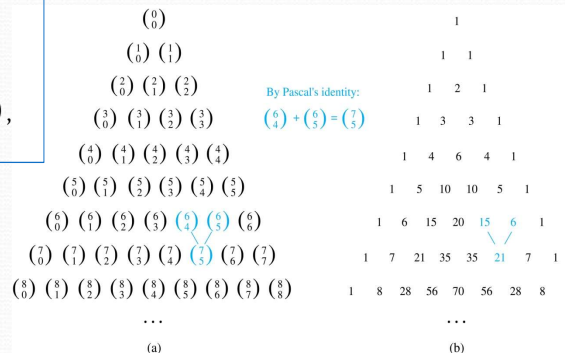 ),
(0 0)
(1 0) (1 1)
(2 0) (2 1) (2 2)
(3 0) (3 1) (3 2) (3 3)
(4 0) (4 1) (4 2) (4 3) (4 4)
(5 0) (5 1) (5 2) (5 3) (5 4) (5 5)
(6 0) (6 1) (6 2) (6 3) (6 4) (6 5) (6 6)
(7 0) (7 1) (7 2) (7 3) (7 4) (7 5) (7 6) (7 7)
(8 0) (8 1) (8 2) (8 3) (8 4) (8 5) (8 6) (8 7) (8 8)
...
(a)
By Pascal's identity:
(6 4) + (6 5) = (7 5)
1
1 1
1 2 1
1 3 3 1
1 4 6 4 1
1 5 10 10 5 1
1 6 15 20 15 6 1
1 7 21 35 35 21 7 1
1 8 28 56 70 56 28 8
...
(b)